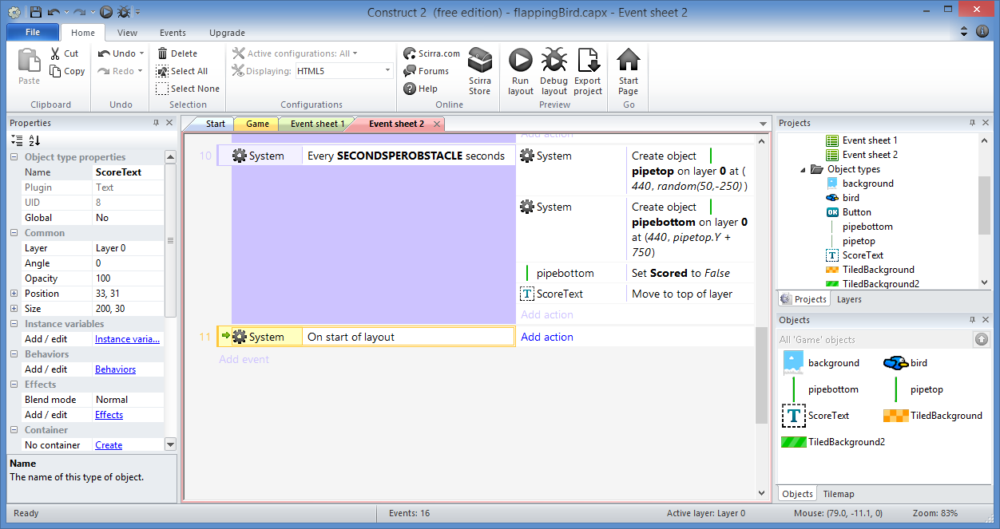 Construct 2 (free edition) - flappingBird.capx - Event sheet 2
File
Home
View
Events
Upgrade
Paste
Cut
Copy
Clipboard
Undo
Redo
Undo
Delete
Select All
Select None
Selection
Active configurations: All
Displaying: HTML5
Configurations
Scirra.com
Forums
Help
Scirra Store
Online
Run layout
Debug layout
Export project
Preview
Start Page
Go
Properties
Object type properties
Name ScoreText
Plugin Text
UID 8
Global No
Common
Layer Layer 0
Angle 0
Opacity 100
Position 33, 31
Size 200, 30
Instance variables
Add / edit Instance varia...
Behaviors
Add / edit Behaviors
Effects
Blend mode Normal
Add / edit Effects
Container
No container Create
Name
The name of this type of object.
Start
Game
Event sheet 1
Event sheet 2
Add action
10 System Every SECONDSPEROBSTACLE seconds
System Create object
pipetop on layer 0 at (
440, random(50,-250) )
System Create object
pipebottom on layer 0
at (440, pipetop.Y +
750)
pipebottom Set Scored to False
ScoreText Move to top of layer
Add action
11 System On start of layout Add action
Add event
Projects
Event sheet 1
Event sheet 2
Object types
background
bird
OK Button
pipebottom
pipetop
T ScoreText
TiledBackground
TiledBackground2
Projects Layers
Objects
All 'Game' objects
background bird
pipebottom pipetop
T ScoreText TiledBackground
TiledBackground2
Objects Tilemap
Ready Events: 16 Active layer: Layer 0 Mouse: (79.0, -11.1, 0) Zoom: 83%